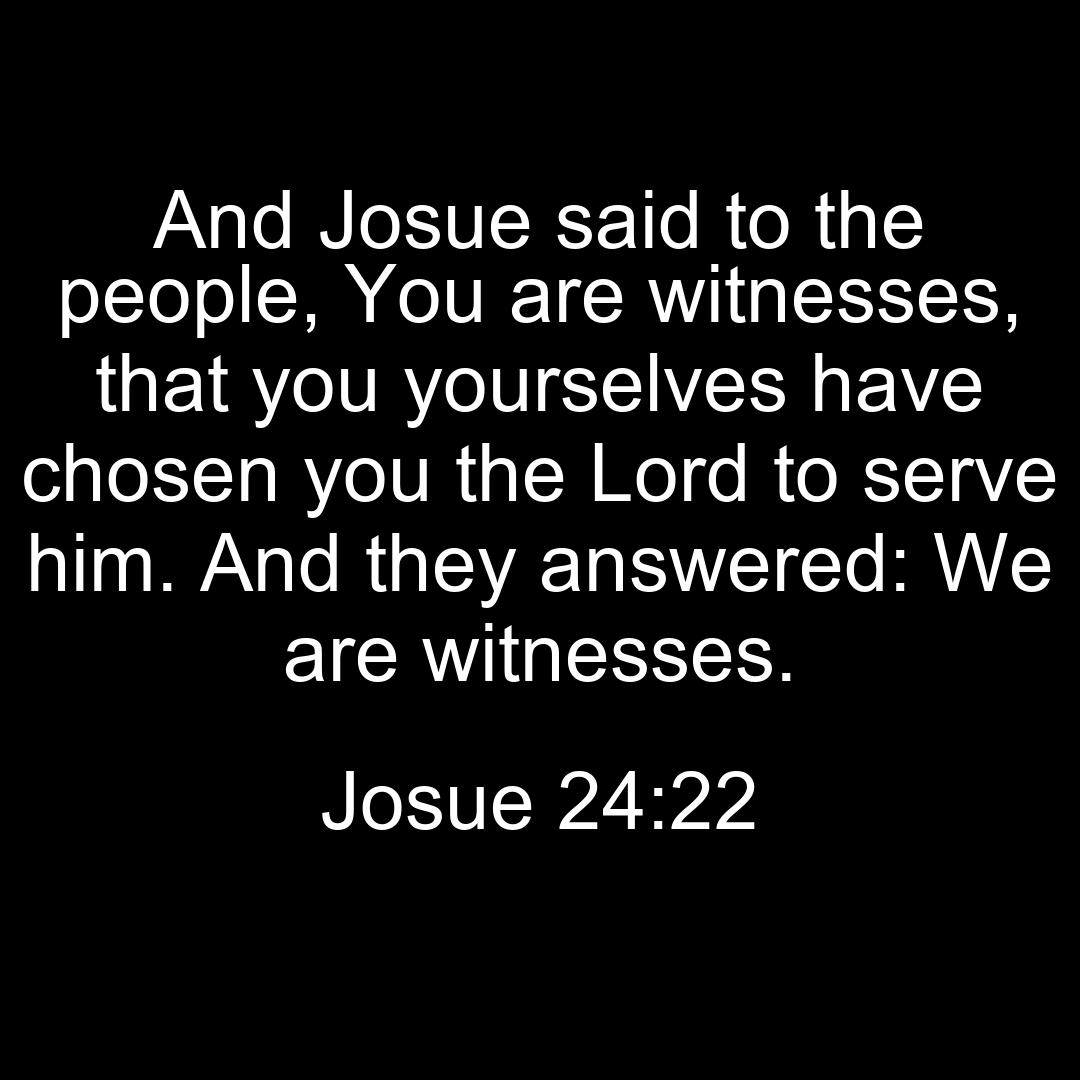 And Josue said to the
people, You are witnesses,
that you yourselves have
chosen you the Lord to serve
him. And they answered: We
are witnesses.
Josue 24:22